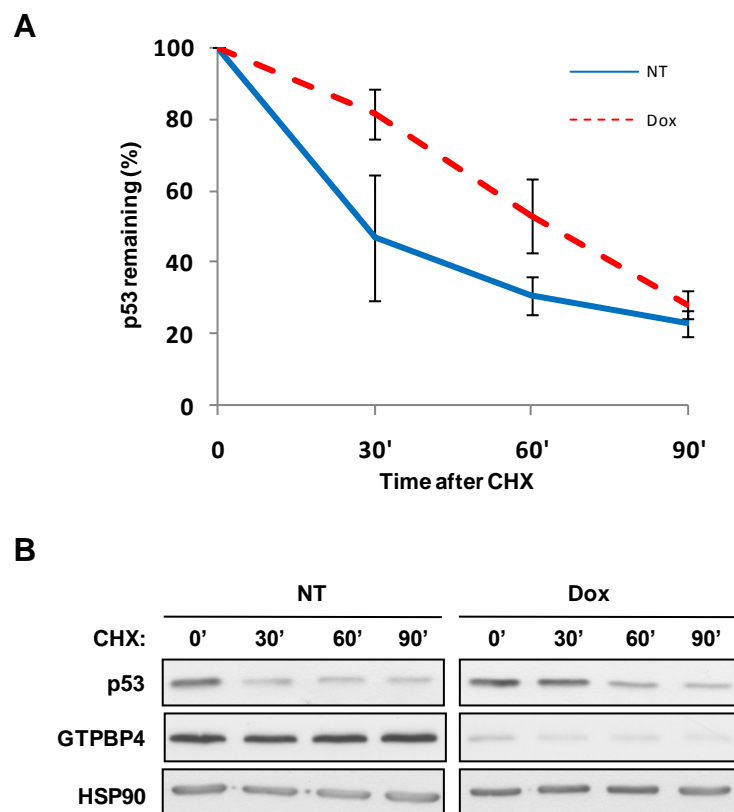 A
100
80
60
40
20
0
p53 remaining (%)
NT
Dox
0 30' 60' 90'
Time after CHX
B
NT Dox
CHX: 0’ 30’ 60’ 90’ 0’ 30’ 60’ 90’
p53
GTPBP4
HSP90